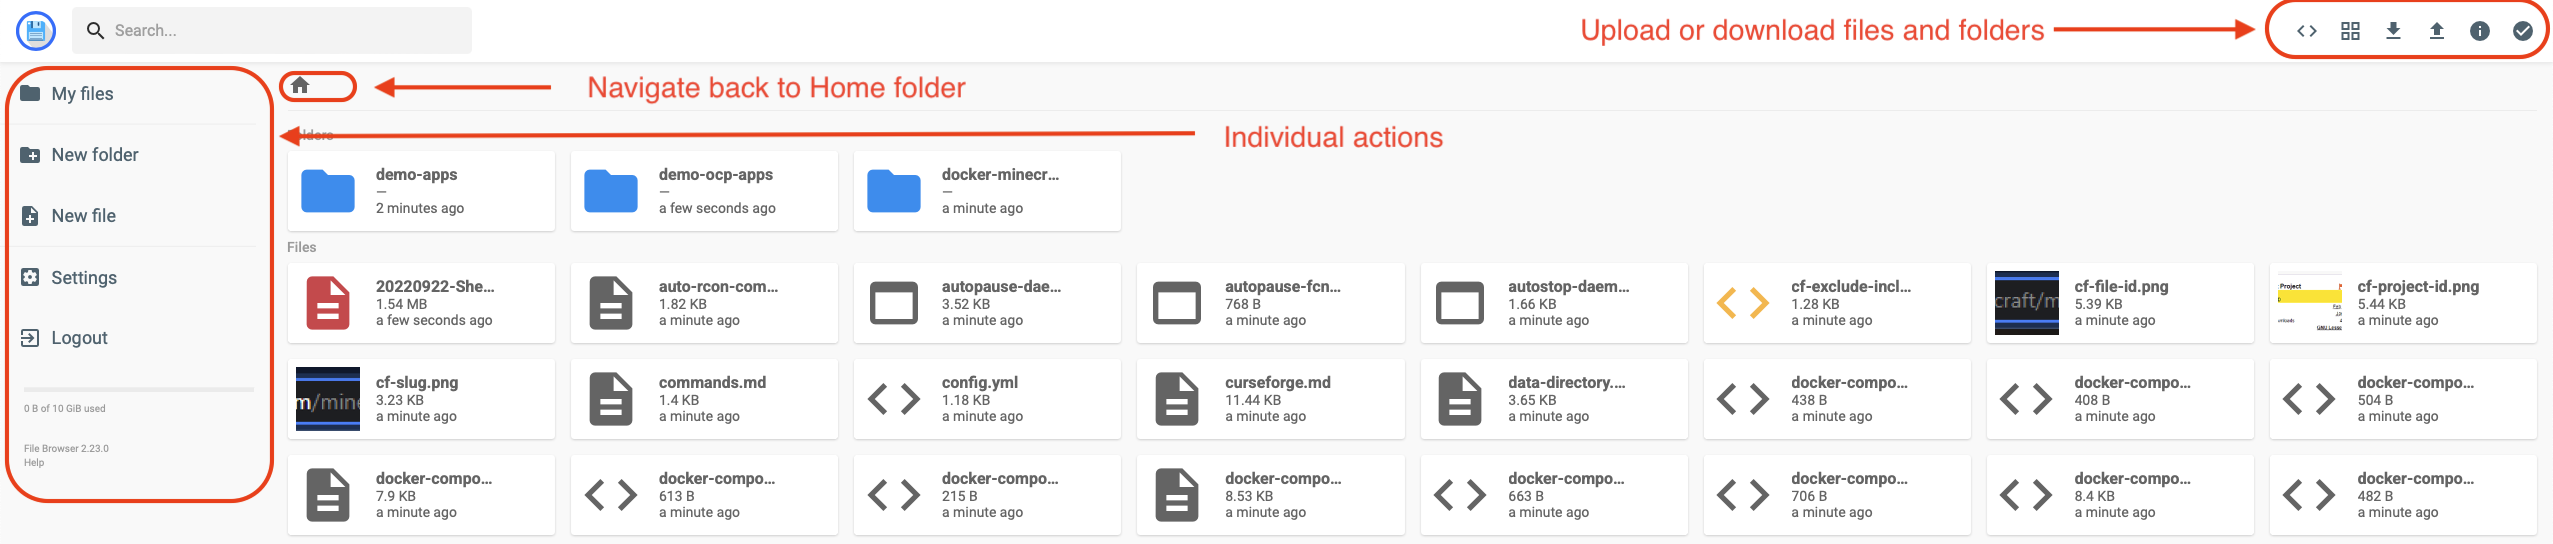 Search...
Upload or download files and folders
My files
Navigate back to Home folder
Folders
Individual actions
New folder
demo-apps
—
2 minutes ago
demo-ocp-apps
—
a few seconds ago
docker-minecr...
—
a minute ago
New file
Files
Settings
20220922-She...
1.54 MB
a few seconds ago
auto-rcon-com...
1.82 KB
a minute ago
autopause-dae...
3.52 KB
a minute ago
autopause-fcn...
768 B
a minute ago
autostop-daem...
1.66 KB
a minute ago
cf-exclude-incl...
1.28 KB
a minute ago
craft/m
cf-file-id.png
5.39 KB
a minute ago
Project
cf-project-id.png
5.44 KB
a minute ago
Logout
m/mine
cf-slug.png
3.23 KB
a minute ago
commands.md
1.4 KB
a minute ago
config.yml
1.18 KB
a minute ago
curseforge.md
11.44 KB
a minute ago
data-directory....
3.65 KB
a minute ago
docker-compo...
438 B
a minute ago
docker-compo...
408 B
a minute ago
docker-compo...
504 B
a minute ago
0 B of 10 GiB used
File Browser 2.23.0
Help
docker-compo...
7.9 KB
a minute ago
docker-compo...
613 B
a minute ago
docker-compo...
215 B
a minute ago
docker-compo...
8.53 KB
a minute ago
docker-compo...
663 B
a minute ago
docker-compo...
706 B
a minute ago
docker-compo...
8.4 KB
a minute ago
docker-compo...
482 B
a minute ago